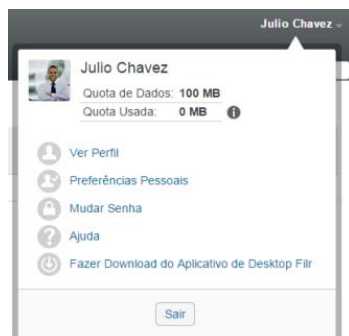 Julio Chavez
Julio Chavez
Quota de Dados: 100 MB
Quota Usada: 0 MB
Ver Perfil
Preferências Pessoais
Mudar Senha
Ajuda
Fazer Download do Aplicativo de Desktop Filr
Sair